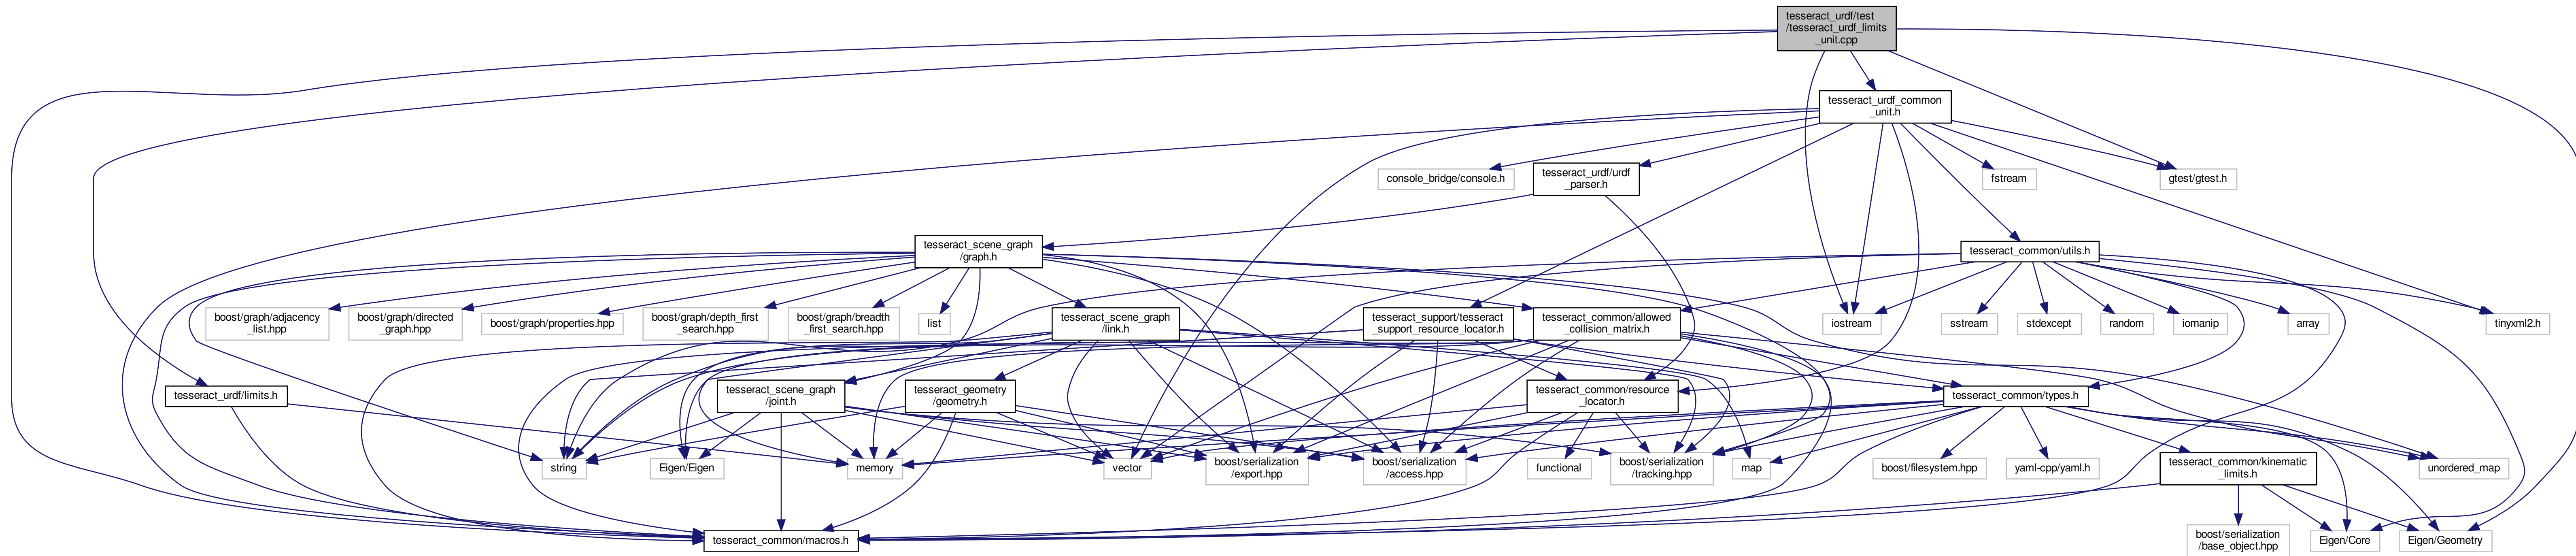 tesseract_urdf/test
/tesseract_urdf_limits
_unit.cpp
tesseract_urdf_common
_unit.h
console_bridge/console.h
tesseract_urdf/urdf
_parser.h
fstream
gtest/gtest.h
tesseract_scene_graph
/graph.h
tesseract_common/utils.h
boost/graph/adjacency
_list.hpp
boost/graph/directed
_graph.hpp
boost/graph/properties.hpp
boost/graph/depth_first
_search.hpp
boost/graph/breadth
_first_search.hpp
list
tesseract_scene_graph
/link.h
tesseract_support/tesseract
_support_resource_locator.h
tesseract_common/allowed
_collision_matrix.h
iostream
sstream
stdexcept
random
iomanip
array
tinyxml2.h
tesseract_urdf/limits.h
tesseract_scene_graph
/joint.h
tesseract_geometry
/geometry.h
tesseract_common/resource
_locator.h
tesseract_common/types.h
string
Eigen/Eigen
memory
vector
boost/serialization
/export.hpp
boost/serialization
/access.hpp
functional
boost/serialization
/tracking.hpp
map
boost/filesystem.hpp
yaml-cpp/yaml.h
tesseract_common/kinematic
_limits.h
unordered_map
tesseract_common/macros.h
boost/serialization
/base_object.hpp
Eigen/Core
Eigen/Geometry